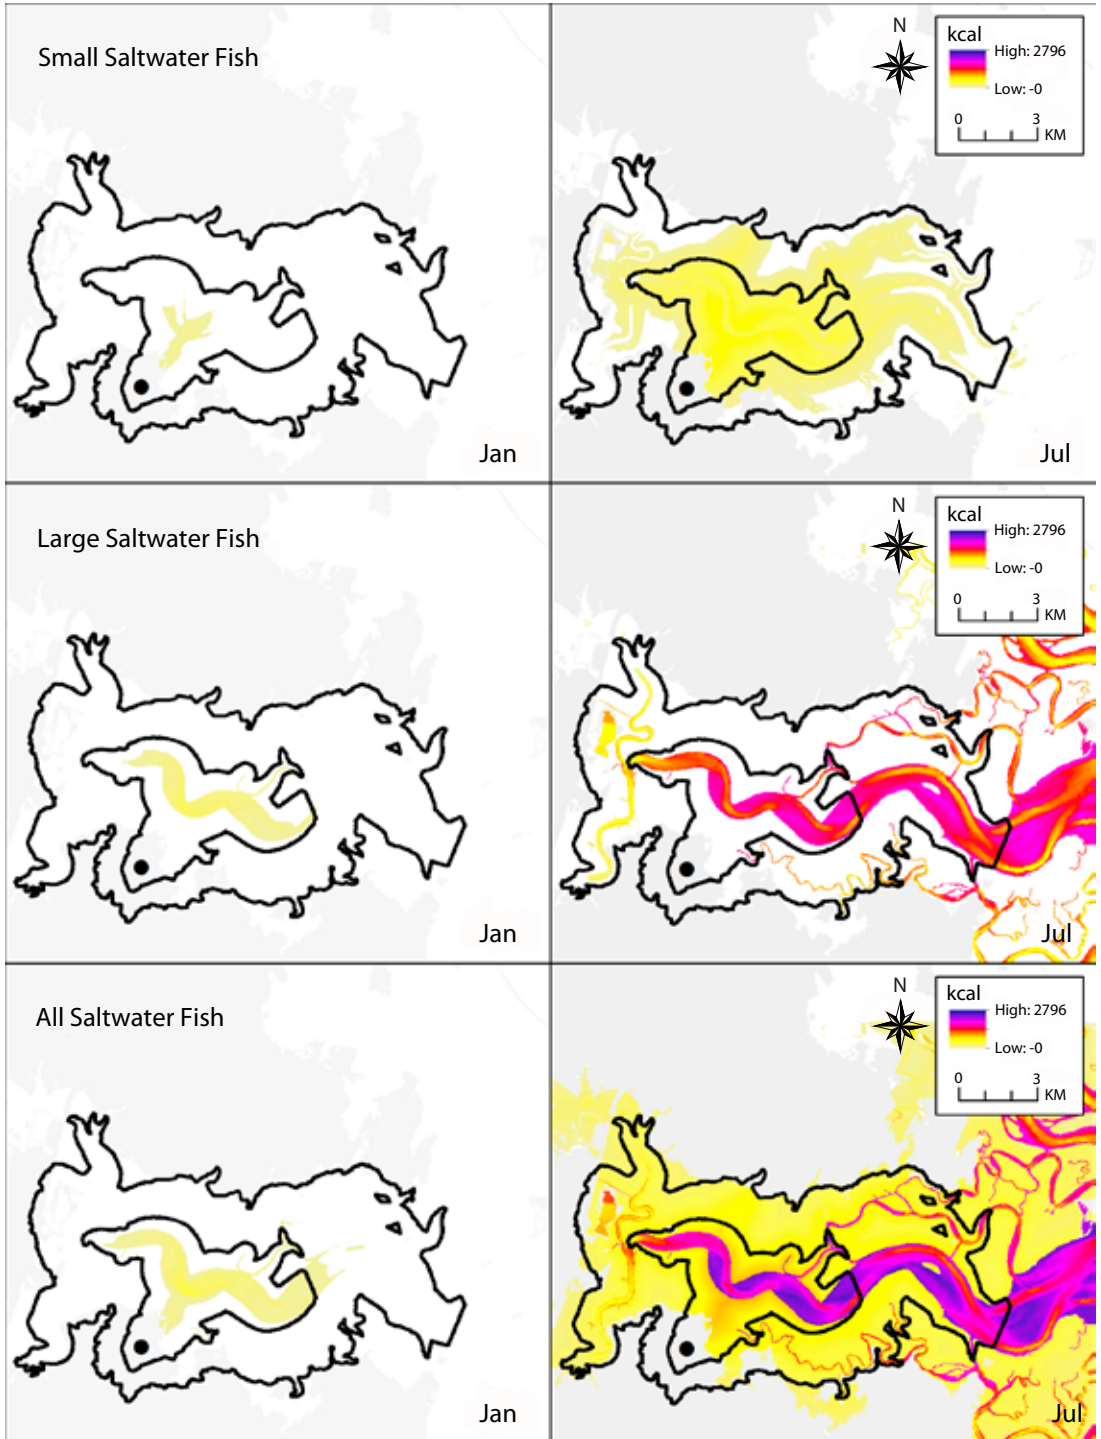 Small Saltwater Fish
Jan
N
kcal
High: 2796
Low: -0
0 3
KM
Jul
Large Saltwater Fish
Jan
N
kcal
High: 2796
Low: -0
0 3
KM
Jul
All Saltwater Fish
Jan
N
kcal
High: 2796
Low: -0
0 3
KM
Jul